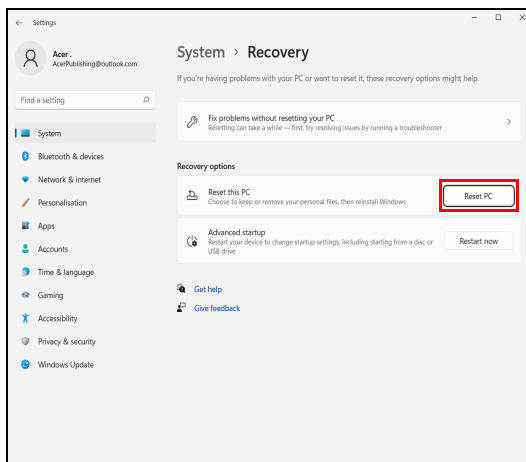 Settings
Acer .
AcerPublishing@outlook.com
Find a setting
System
Bluetooth & devices
Network & internet
Personalisation
Apps
Accounts
Time & language
Gaming
Accessibility
Privacy & security
Windows Update
System > Recovery
If you're having problems with your PC or want to reset it, these recovery options might help.
Fix problems without resetting your PC
Resetting can take a while — first, try resolving issues by running a troubleshooter
Recovery options
Reset this PC
Choose to keep or remove your personal files, then reinstall Windows
Reset PC
Advanced startup
Restart your device to change startup settings, including starting from a disc or
USB drive
Restart now
Get help
Give feedback